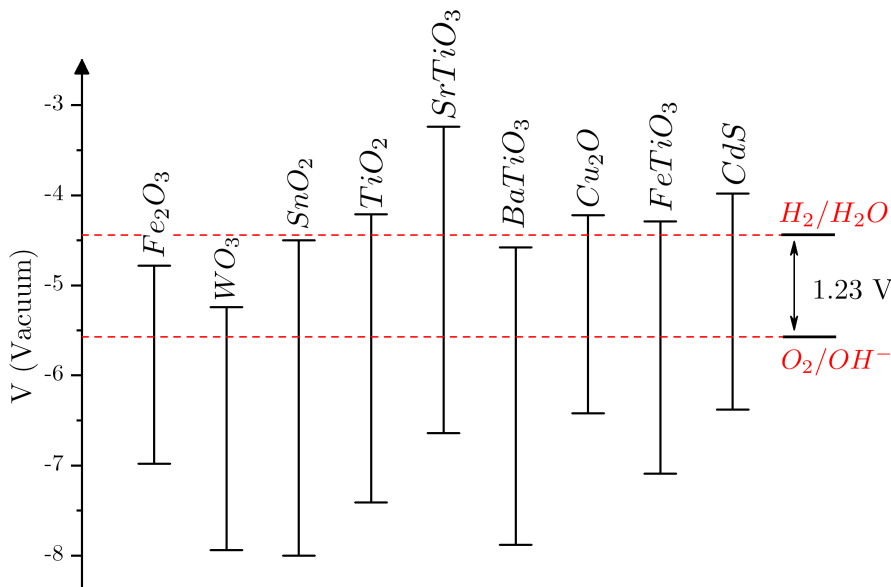 V (Vacuum)
-3
-4
-5
-6
-7
-8
Fe₂O₃
WO₃
SnO₂
TiO₂
SrTiO₃
BaTiO₃
Cu₂O
FeTiO₃
CdS
H₂/H₂O
1.23 V
O₂/OH⁻